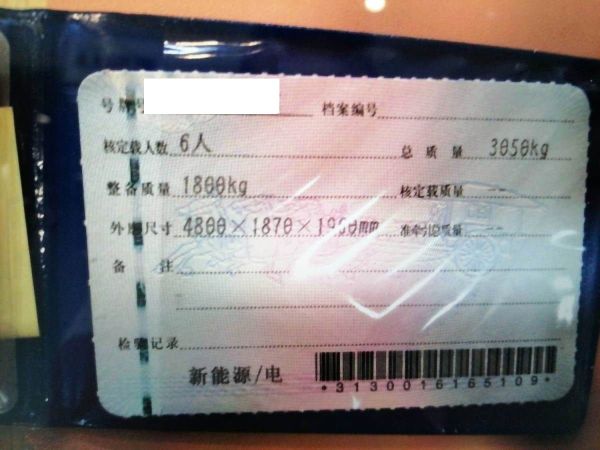 号牌号
档案编号
核定载人数 6人 总质量 3050kg
整备质量 1800kg 核定载质量 --
外廓尺寸 4800×1870×1900mm 准牵引总质量 --
备注
检验记录
新能源/电
*3130016165109*